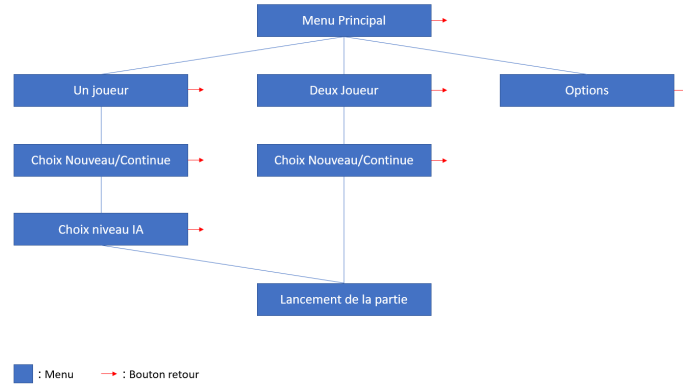 Menu Principal
Un joueur
Deux Joueur
Options
Choix Nouveau/Continue
Choix Nouveau/Continue
Choix niveau IA
Lancement de la partie
: Menu
: Bouton retour